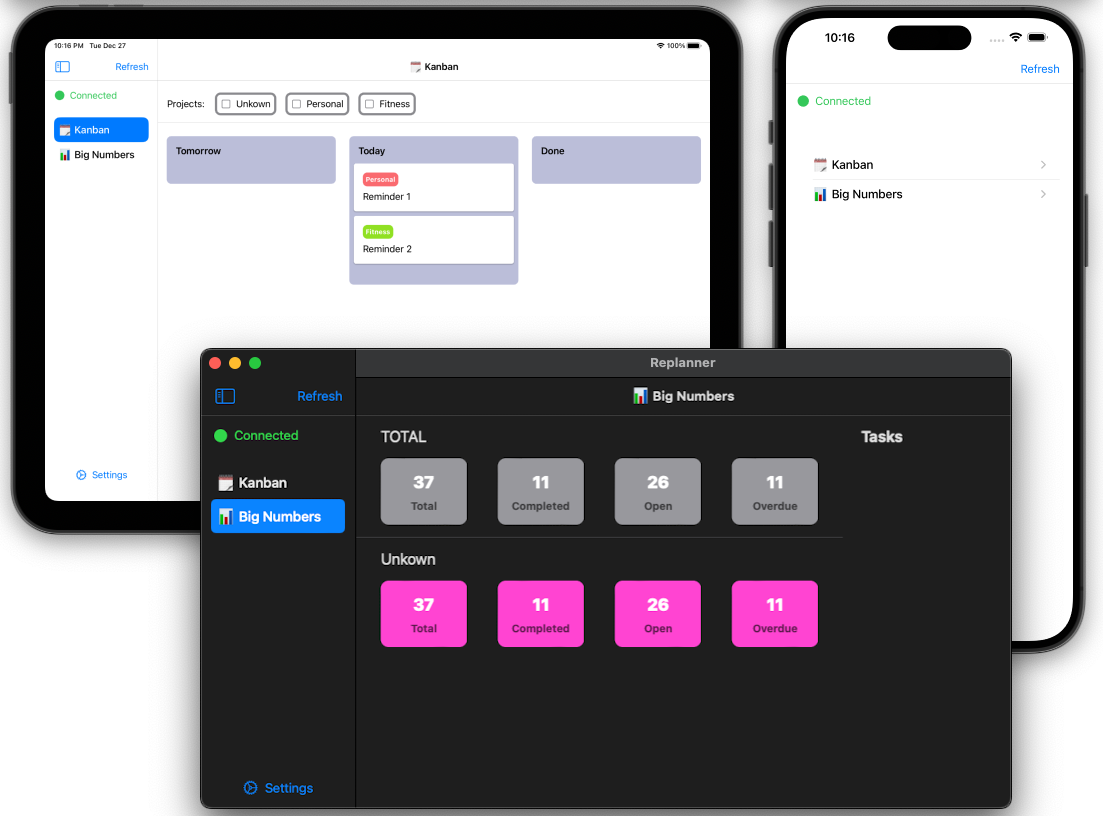 10:16 PM Tue Dec 27
100%
Refresh
Kanban
Connected
Kanban
Big Numbers
Settings
Projects: Unkown Personal Fitness
Tomorrow
Today
Personal
Reminder 1
Fitness
Reminder 2
Done
10:16
Refresh
Connected
Kanban
Big Numbers
Replanner
Refresh
Big Numbers
Connected
Kanban
Big Numbers
Settings
TOTAL
37 11 26 11
Total Completed Open Overdue
Unkown
37 11 26 11
Total Completed Open Overdue
Tasks